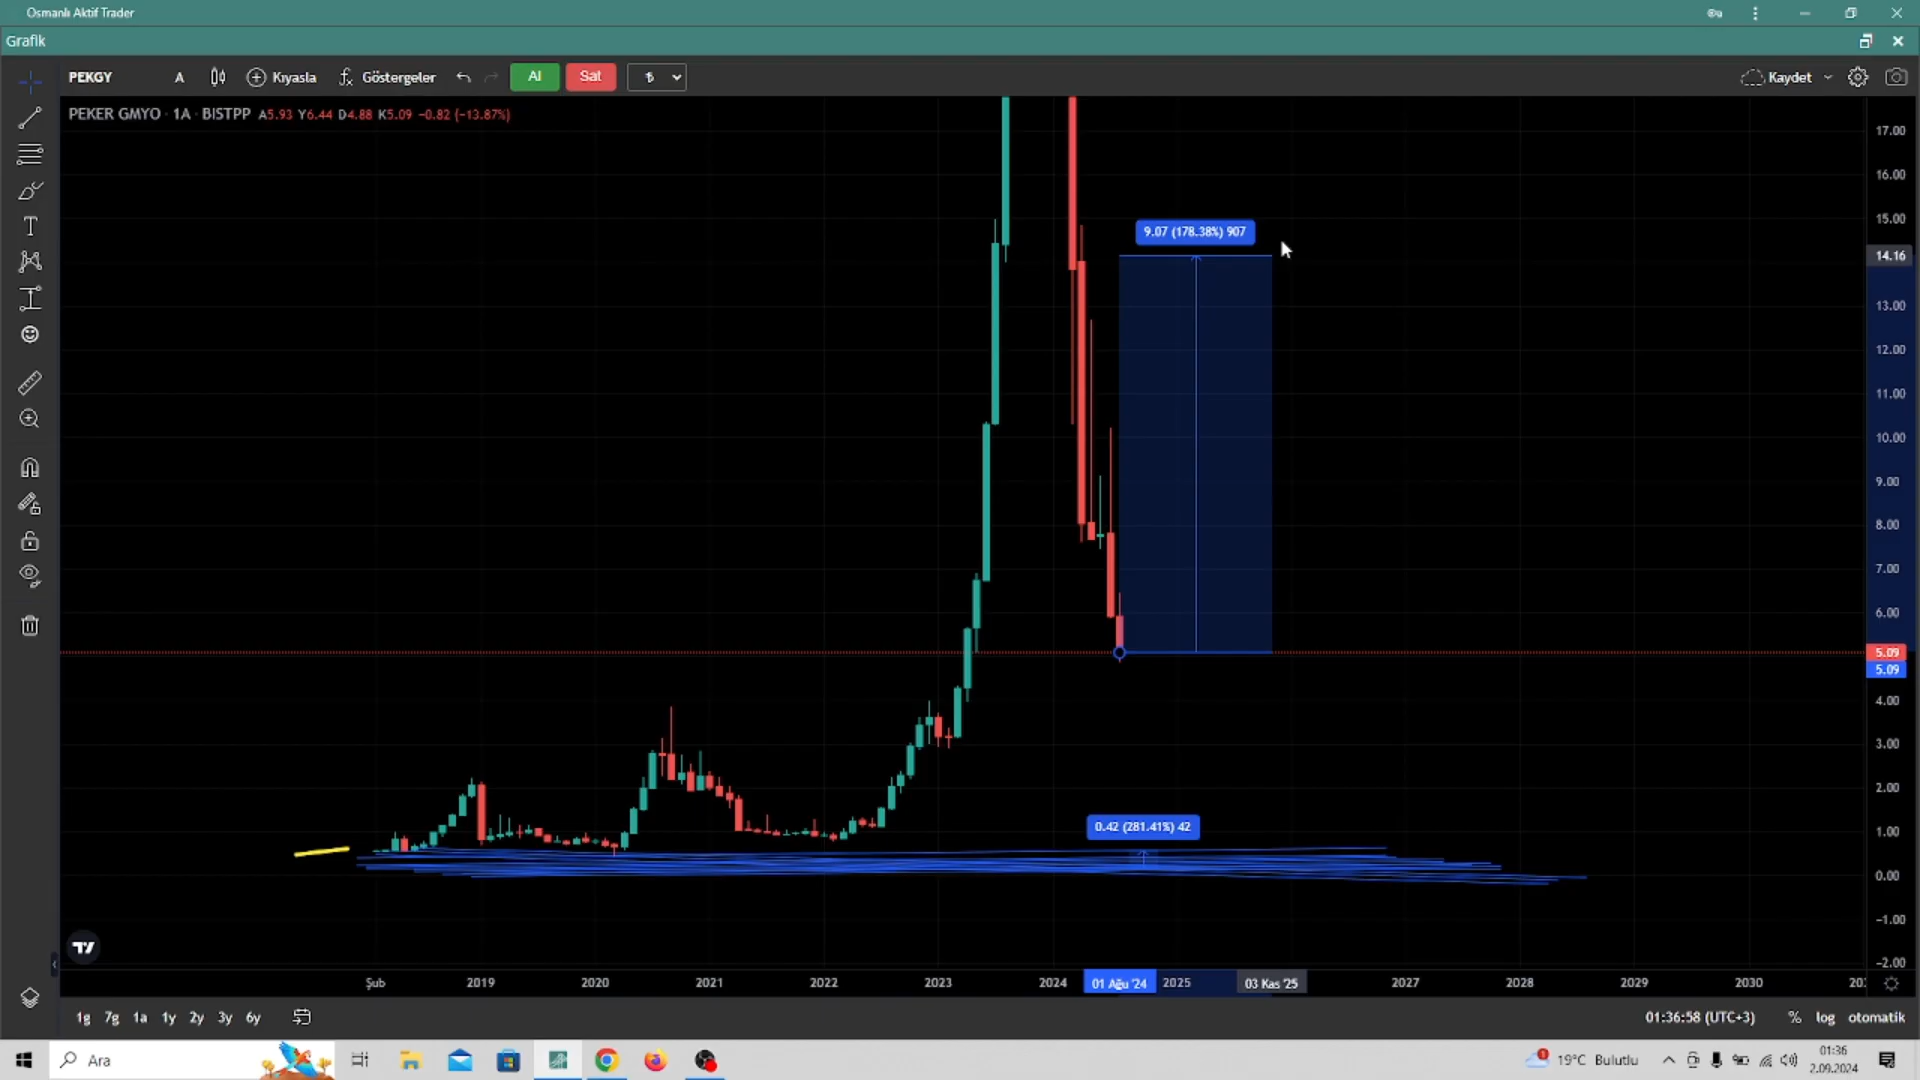 Osmanlı Aktif Trader
Grafik
PEKGY A Kıyasla Göstergeler Al Sat ₺ Kaydet
PEKER GMYO · 1A · BISTPP A5.93 Y6.44 D4.88 K5.09 −0.82 (−13.87%)
17.00
16.00
15.00
9.07 (178.38%) 907
14.16
13.00
12.00
11.00
10.00
9.00
8.00
7.00
6.00
5.09
5.09
4.00
3.00
2.00
0.42 (281.41%) 42
1.00
0.00
−1.00
−2.00
Şub 2019 2020 2021 2022 2023 2024 01 Ağu '24 2025 03 Kas '25 2027 2028 2029 2030 20
1g 7g 1a 1y 2y 3y 6y 01:36:58 (UTC+3) % log otomatik
Ara 1 19°C Bulutlu 01:36
2.09.2024